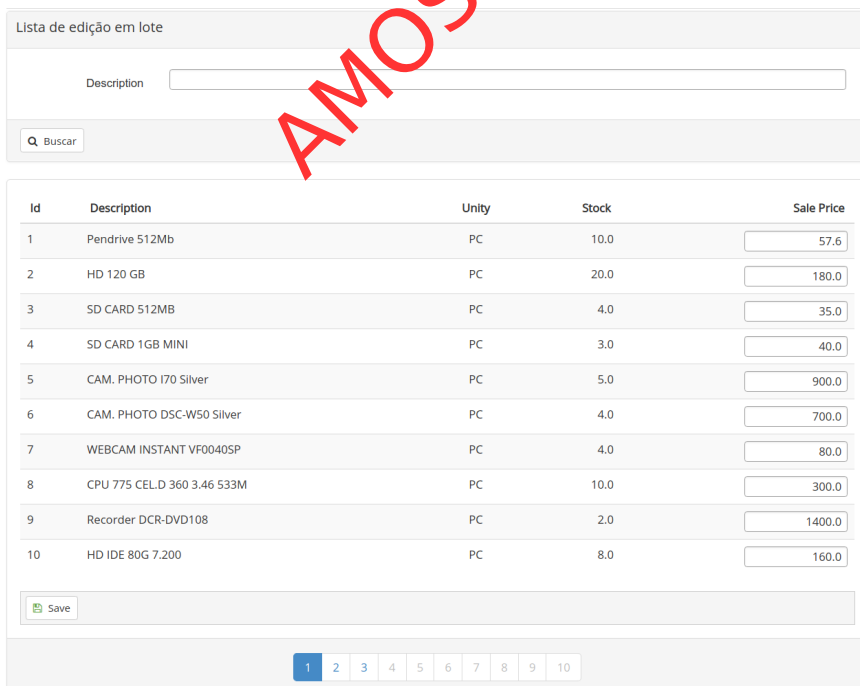 Lista de edição em lote
Description
Buscar
Id Description Unity Stock Sale Price
1 Pendrive 512Mb PC 10.0 57.6
2 HD 120 GB PC 20.0 180.0
3 SD CARD 512MB PC 4.0 35.0
4 SD CARD 1GB MINI PC 3.0 40.0
5 CAM. PHOTO I70 Silver PC 5.0 900.0
6 CAM. PHOTO DSC-W50 Silver PC 4.0 700.0
7 WEBCAM INSTANT VF0040SP PC 4.0 80.0
8 CPU 775 CEL.D 360 3.46 533M PC 10.0 300.0
9 Recorder DCR-DVD108 PC 2.0 1400.0
10 HD IDE 80G 7.200 PC 8.0 160.0
Save
1 2 3 4 5 6 7 8 9 10